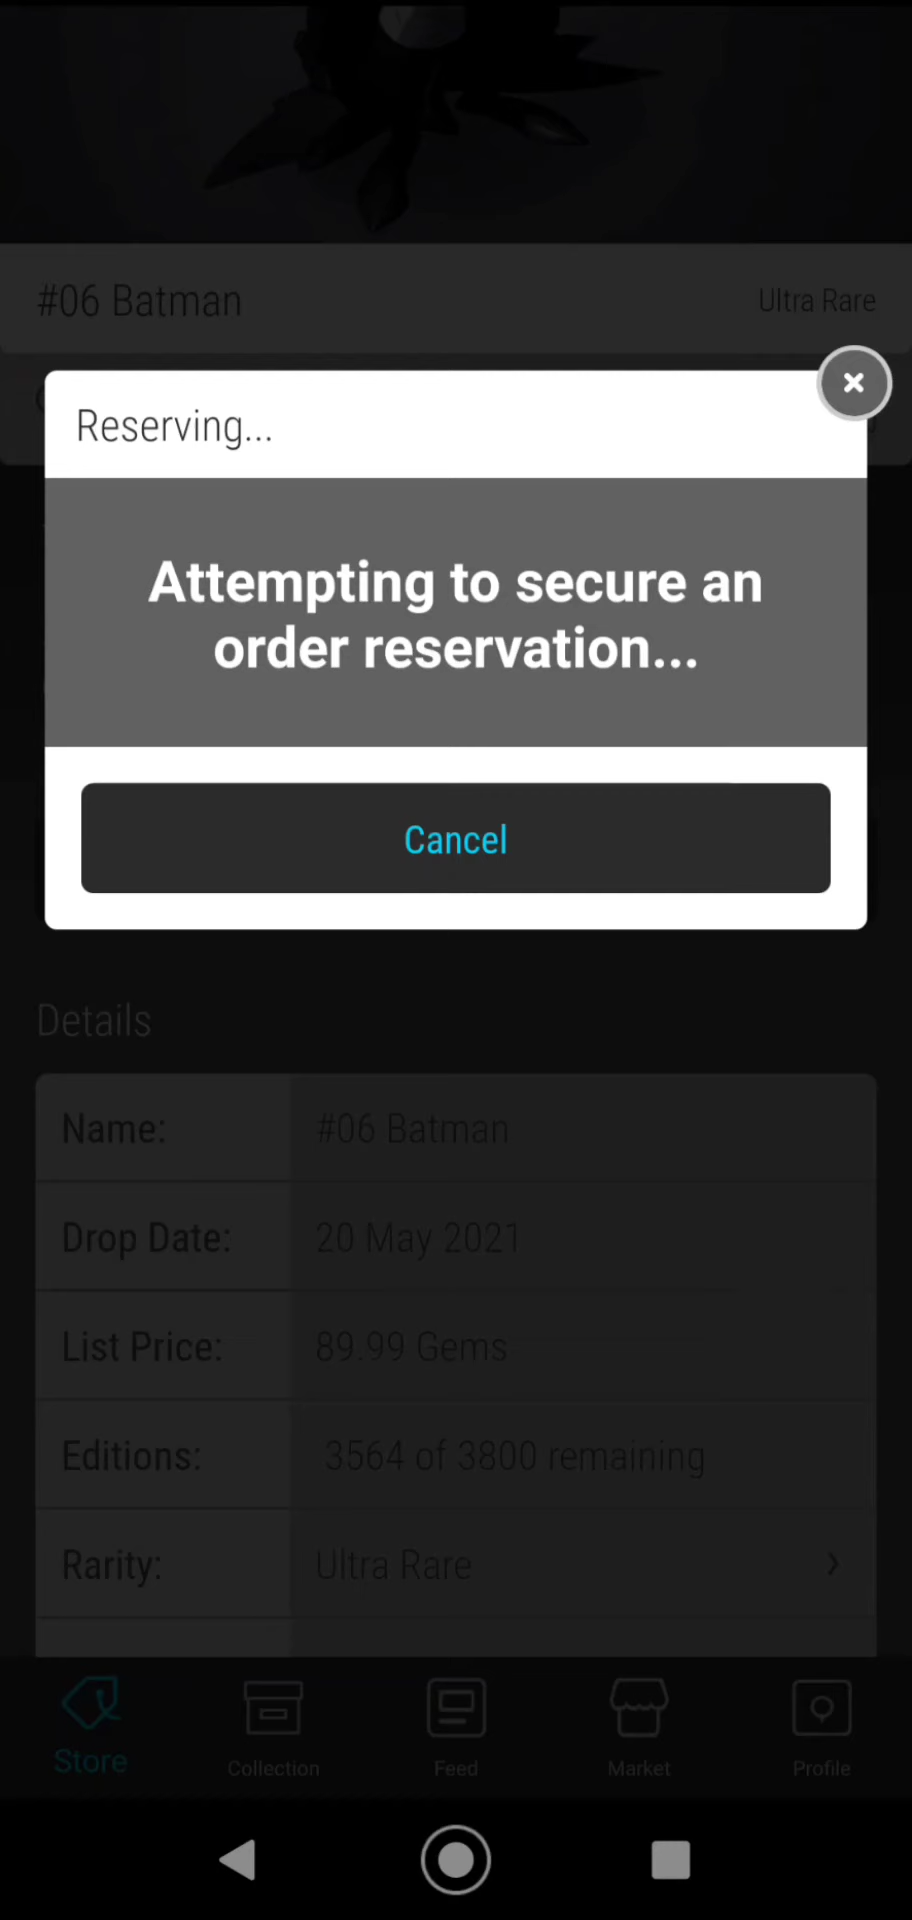 #06 Batman
Ultra Rare
Reserving...
Attempting to secure an
order reservation...
Cancel
Details
Name: #06 Batman
Drop Date: 20 May 2021
List Price: 89.99 Gems
Editions: 3564 of 3800 remaining
Rarity: Ultra Rare
Store
Collection
Feed
Market
Profile